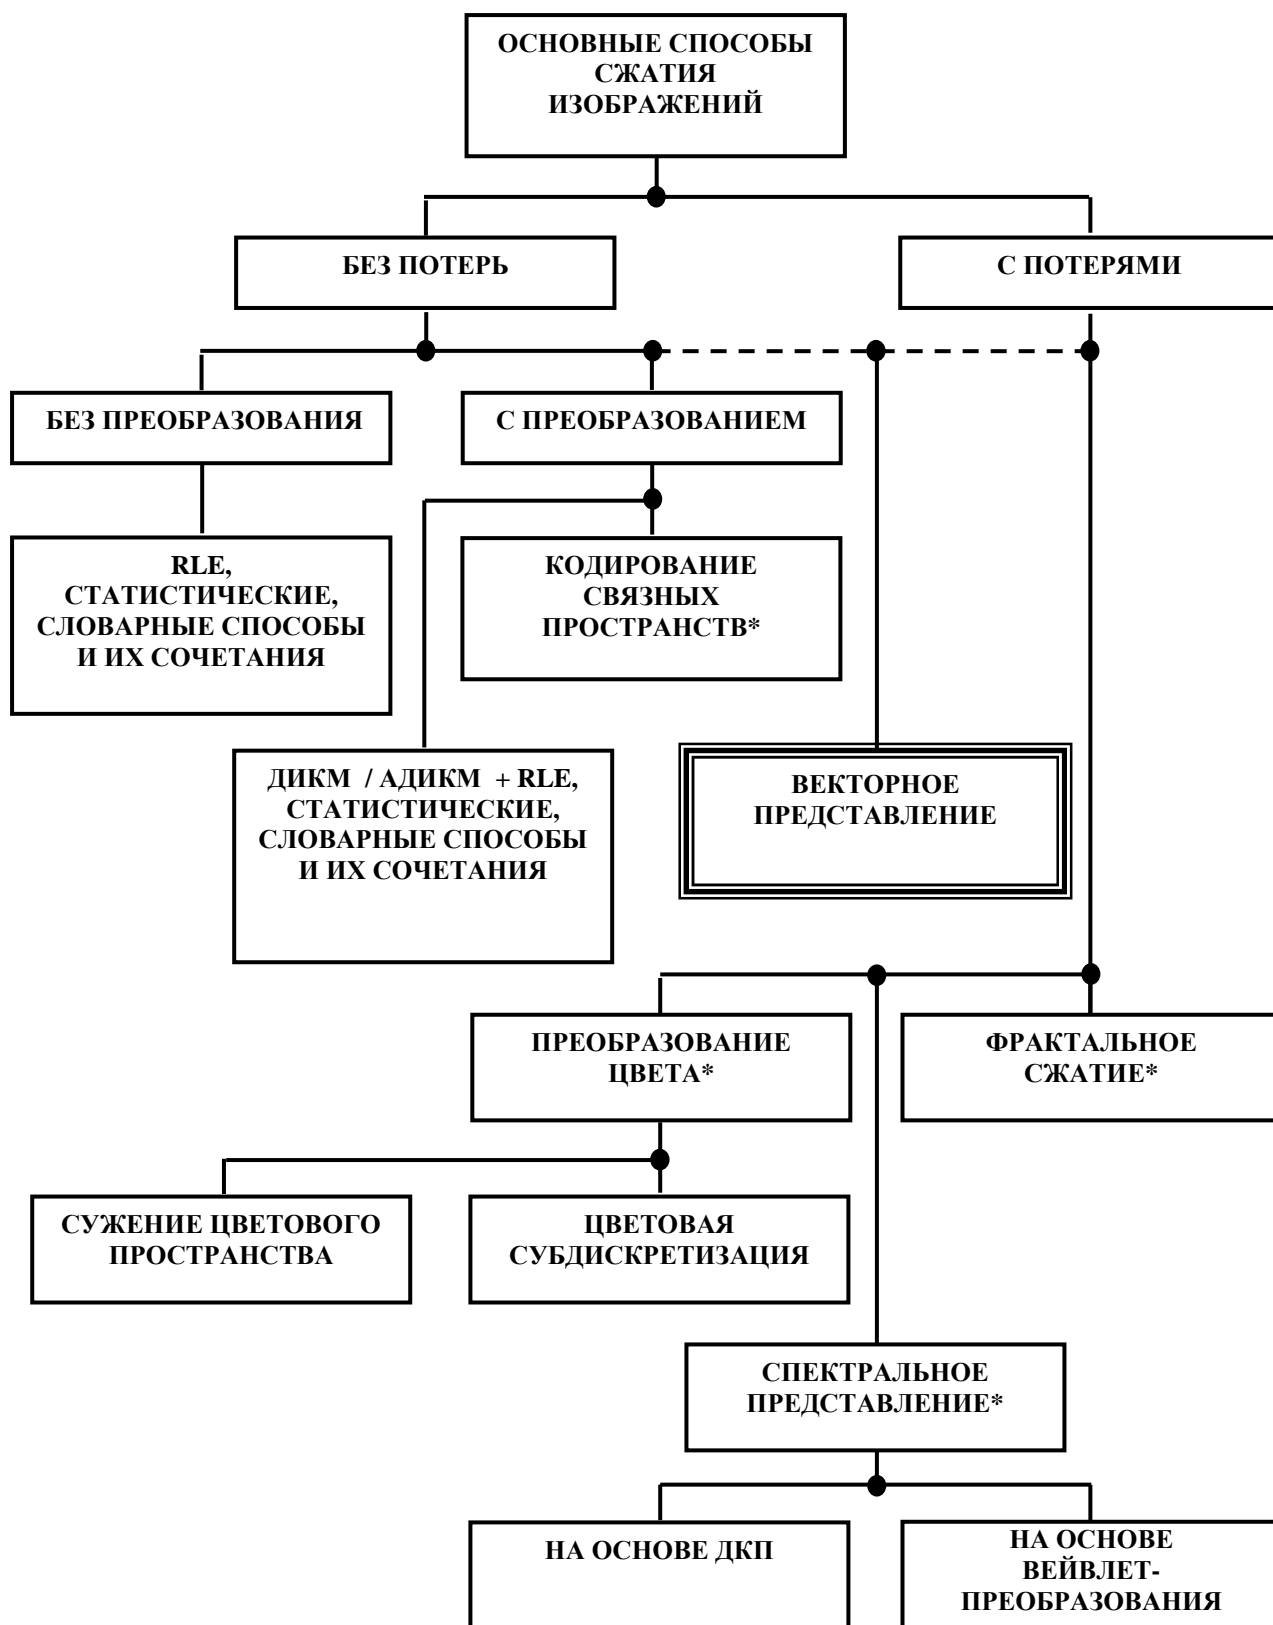 ОСНОВНЫЕ СПОСОБЫ
СЖАТИЯ
ИЗОБРАЖЕНИЙ
БЕЗ ПОТЕРЬ
С ПОТЕРЯМИ
БЕЗ ПРЕОБРАЗОВАНИЯ
С ПРЕОБРАЗОВАНИЕМ
RLE,
СТАТИСТИЧЕСКИЕ,
СЛОВАРНЫЕ СПОСОБЫ
И ИХ СОЧЕТАНИЯ
КОДИРОВАНИЕ
СВЯЗНЫХ
ПРОСТРАНСТВ*
ДИКМ / АДИКМ + RLE,
СТАТИСТИЧЕСКИЕ,
СЛОВАРНЫЕ СПОСОБЫ
И ИХ СОЧЕТАНИЯ
ВЕКТОРНОЕ
ПРЕДСТАВЛЕНИЕ
ПРЕОБРАЗОВАНИЕ
ЦВЕТА*
ФРАКТАЛЬНОЕ
СЖАТИЕ*
СУЖЕНИЕ ЦВЕТОВОГО
ПРОСТРАНСТВА
ЦВЕТОВАЯ
СУБДИСКРЕТИЗАЦИЯ
СПЕКТРАЛЬНОЕ
ПРЕДСТАВЛЕНИЕ*
НА ОСНОВЕ ДКП
НА ОСНОВЕ
ВЕЙВЛЕТ-
ПРЕОБРАЗОВАНИЯ